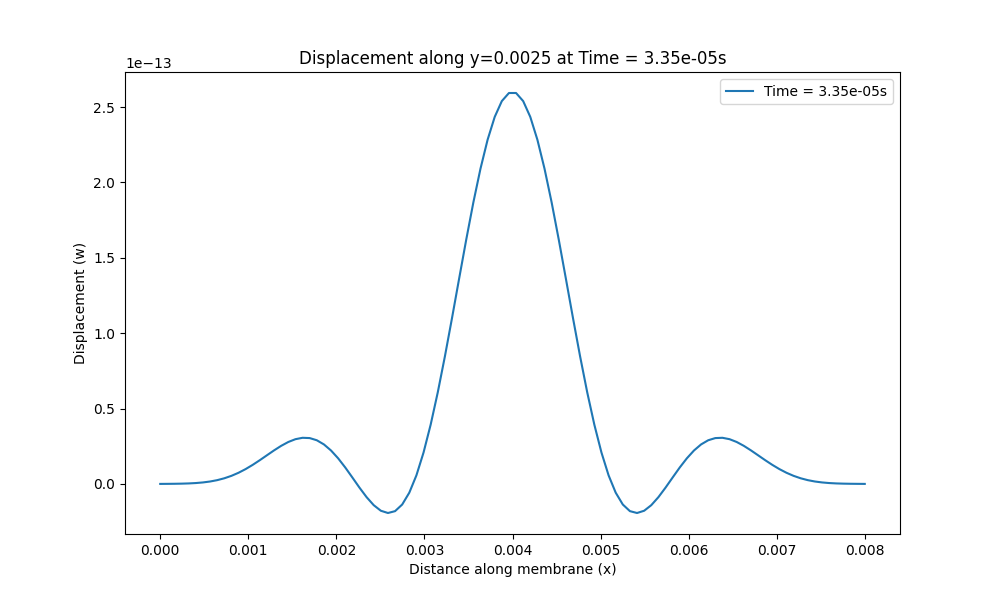 Displacement along y=0.0025 at Time = 3.35e-05s
1e−13
Time = 3.35e-05s
2.5
2.0
1.5
1.0
0.5
0.0
Displacement (w)
0.000 0.001 0.002 0.003 0.004 0.005 0.006 0.007 0.008
Distance along membrane (x)